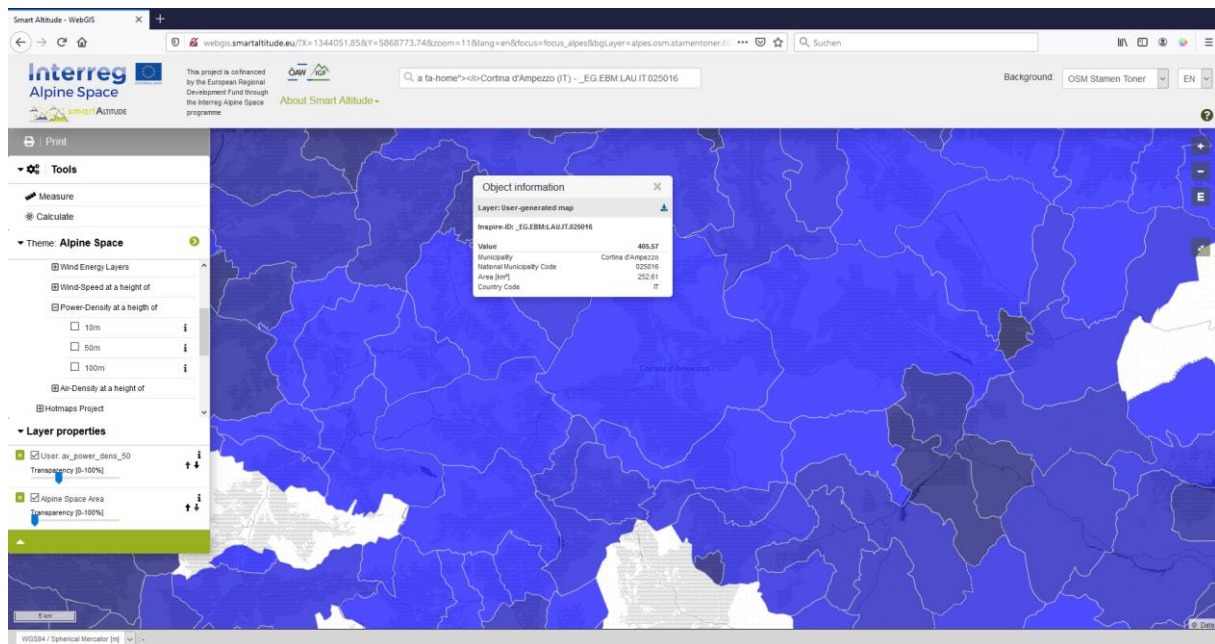 Smart Altitude - WebGIS
webgis.smartaltitude.eu/?X=1344051.85&Y=5868773.74&zoom=11&lang=en&focus=focus_alpes&bgLayer=alpes.osm.stamentoner
Suchen
Interreg
Alpine Space
smartALTITUDE
This project is cofinanced
by the European Regional
Development Fund through
the Interreg Alpine Space
programme
ÖAW IGF
About Smart Altitude
a fa-home"></i>Cortina d'Ampezzo (IT) - _EG.EBM:LAU.IT.025016
Background: OSM Stamen Toner EN
Print
Tools
Measure
Calculate
Theme: Alpine Space
Wind Energy Layers
Wind-Speed at a height of
Power-Density at a heigth of
10m
50m
100m
Air-Density at a height of
Hotmaps Project
Layer properties
User: av_power_dens_50
Transparency [0-100%]
Alpine Space Area
Transparency [0-100%]
Object information
Layer: User-generated map
Inspire-ID: _EG.EBM:LAU.IT.025016
Value 405.57
Municipality Cortina d'Ampezzo
National Municipality Code 025016
Area [km²] 252.61
Country Code IT
E
Cortina d'Ampezzo
5 km
© Data
WGS84 / Spherical Mercator [m]